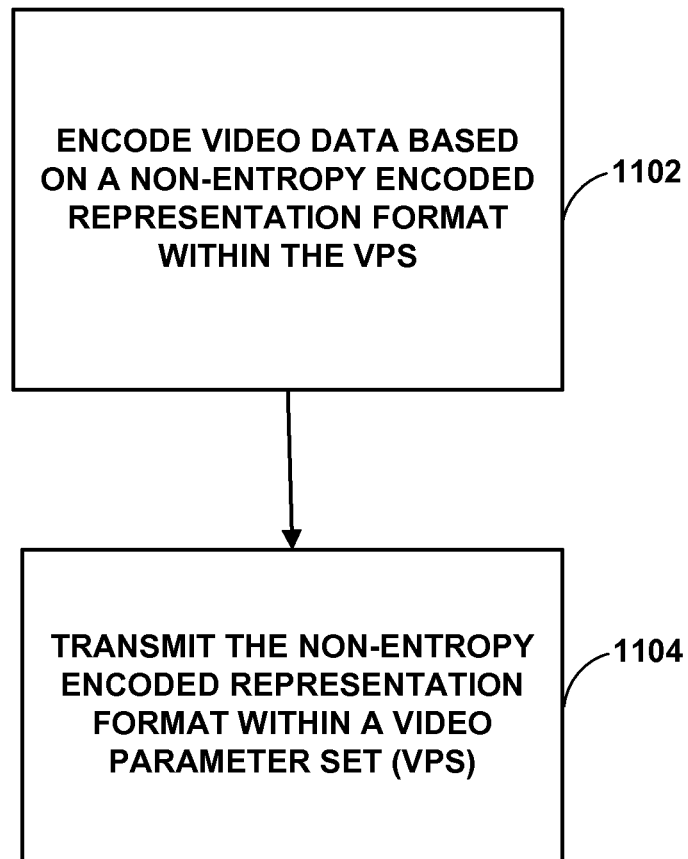 ENCODE VIDEO DATA BASED
ON A NON-ENTROPY ENCODED
REPRESENTATION FORMAT
WITHIN THE VPS
1102
TRANSMIT THE NON-ENTROPY
ENCODED REPRESENTATION
FORMAT WITHIN A VIDEO
PARAMETER SET (VPS)
1104